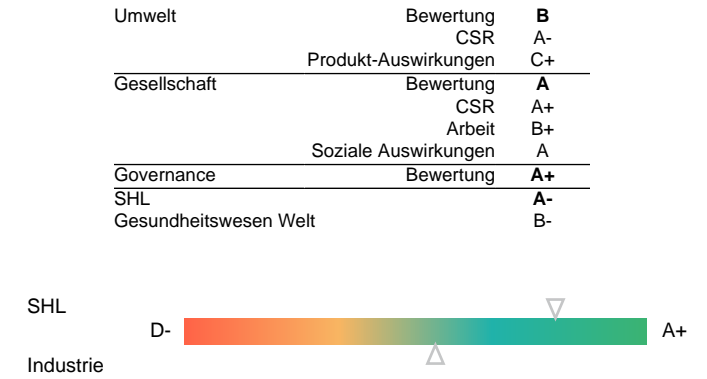 Umwelt Bewertung B
CSR A-
Produkt-Auswirkungen C+
Gesellschaft Bewertung A
CSR A+
Arbeit B+
Soziale Auswirkungen A
Governance Bewertung A+
SHL A-
Gesundheitswesen Welt B-
SHL
D- A+
Industrie